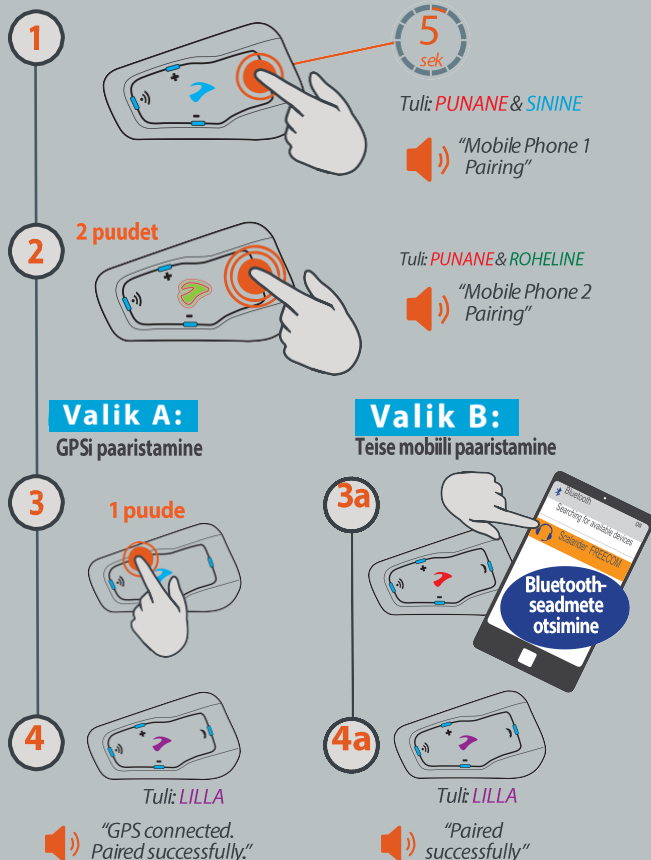 1
5
sek
Tuli: PUNANE & SININE
"Mobile Phone 1
Pairing"
2
2 puudet
Tuli: PUNANE & ROHELINE
"Mobile Phone 2
Pairing"
Valik A:
GPSi paaristamine
3
1 puude
4
Tuli: LILLA
"GPS connected.
Paired successfully."
Valik B:
Teise mobiili paaristamine
3a
Bluetooth
ON
Searching for available devices
Scalarider FREECOM
Bluetooth-
seadmete
otsimine
4a
Tuli: LILLA
"Paired
successfully"